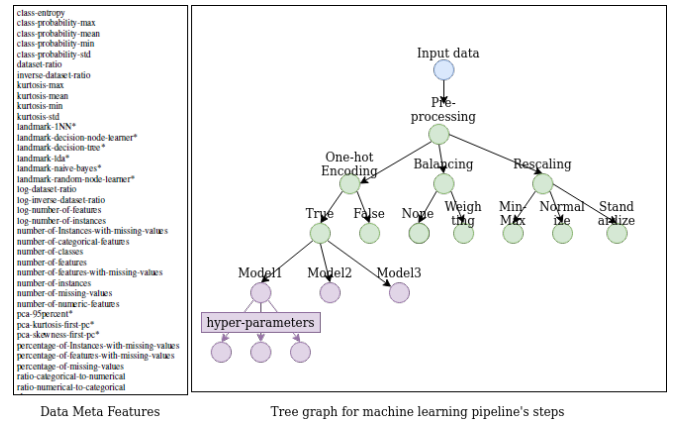 class-entropy
class-probability-max
class-probability-mean
class-probability-min
class-probability-std
dataset-ratio
inverse-dataset-ratio
kurtosis-max
kurtosis-mean
kurtosis-min
kurtosis-std
landmark-1NN*
landmark-decision-node-learner*
landmark-decision-tree*
landmark-lda*
landmark-naive-bayes*
landmark-random-node-learner*
log-dataset-ratio
log-inverse-dataset-ratio
log-number-of-features
log-number-of-instances
number-of-Instances-with-missing-values
number-of-categorical-features
number-of-classes
number-of-features
number-of-features-with-missing-values
number-of-instances
number-of-missing-values
number-of-numeric-features
pca-95percent*
pca-kurtosis-first-pc*
pca-skewness-first-pc*
percentage-of-Instances-with-missing-values
percentage-of-features-with-missing-values
percentage-of-missing-values
ratio-categorical-to-numerical
ratio-numerical-to-categorical
Data Meta Features
Input data
Pre-
processing
One-hot
Encoding
Balancing
Rescaling
True
False
None
Weigh
ting
Min-
Max
Normal
ize
Stand
ardize
Model1
Model2
Model3
hyper-parameters
Tree graph for machine learning pipeline's steps